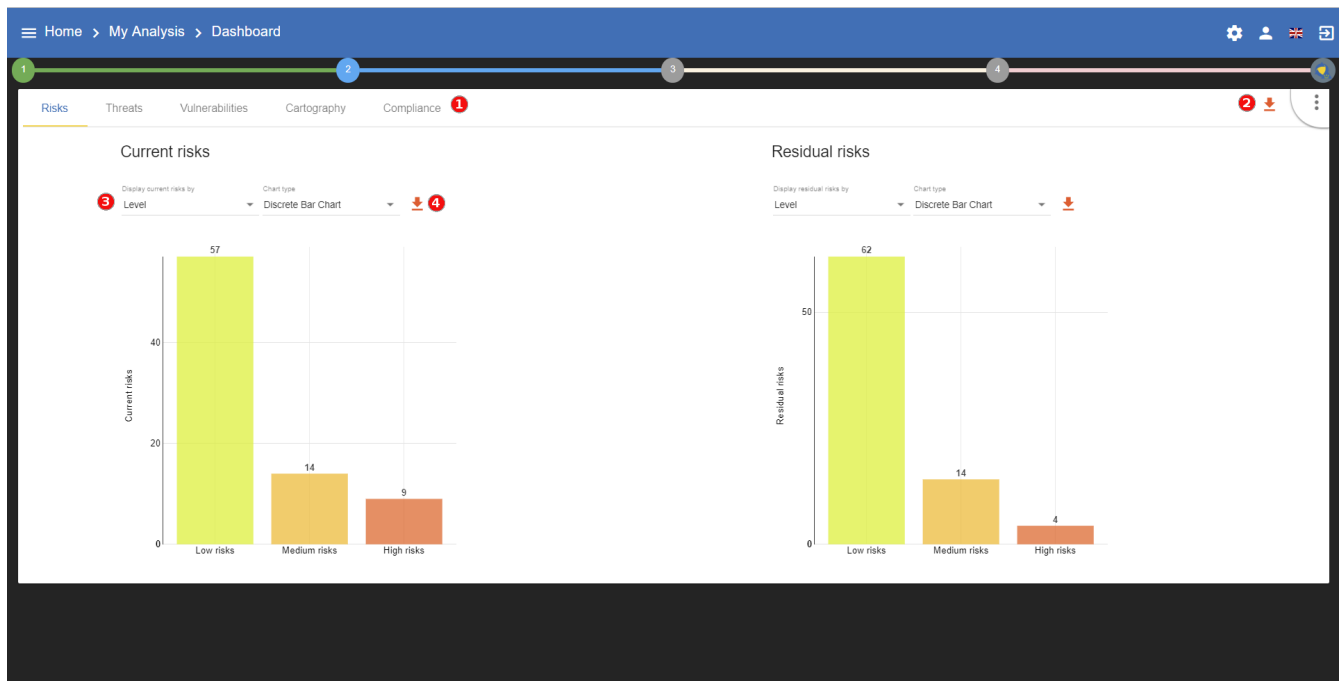 Home > My Analysis > Dashboard
1 2 3 4
Risks Threats Vulnerabilities Cartography Compliance 1 2
Current risks
Display current risks by Chart type
3 Level Discrete Bar Chart 4
57
40
Current risks
20
14
9
0
Low risks Medium risks High risks
Residual risks
Display residual risks by Chart type
Level Discrete Bar Chart
62
50
Residual risks
14
4
0
Low risks Medium risks High risks